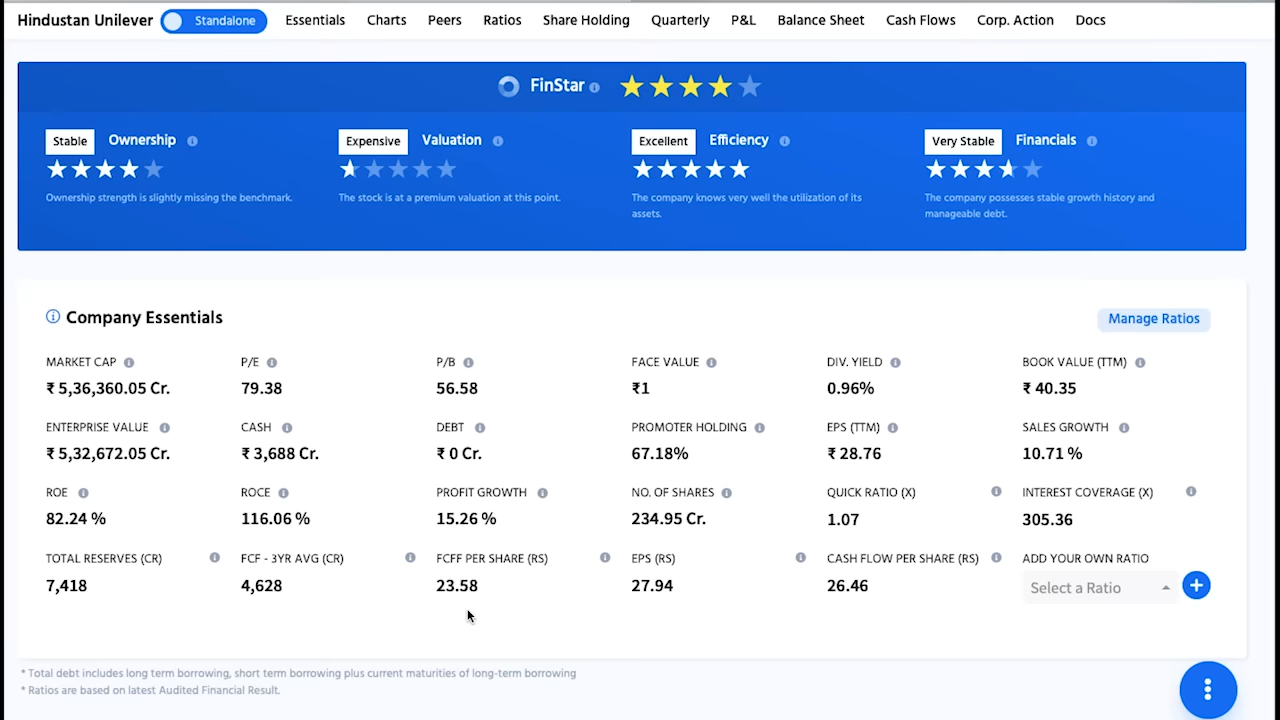 Hindustan Unilever Standalone Essentials Charts Peers Ratios Share Holding Quarterly P&L Balance Sheet Cash Flows Corp. Action Docs
FinStar
Stable Ownership
Ownership strength is slightly missing the benchmark.
Expensive Valuation
The stock is at a premium valuation at this point.
Excellent Efficiency
The company knows very well the utilization of its
assets.
Very Stable Financials
The company possesses stable growth history and
manageable debt.
Company Essentials
Manage Ratios
MARKET CAP P/E P/B FACE VALUE DIV. YIELD BOOK VALUE (TTM)
₹ 5,36,360.05 Cr. 79.38 56.58 ₹1 0.96% ₹ 40.35
ENTERPRISE VALUE CASH DEBT PROMOTER HOLDING EPS (TTM) SALES GROWTH
₹ 5,32,672.05 Cr. ₹ 3,688 Cr. ₹ 0 Cr. 67.18% ₹ 28.76 10.71 %
ROE ROCE PROFIT GROWTH NO. OF SHARES QUICK RATIO (X) INTEREST COVERAGE (X)
82.24 % 116.06 % 15.26 % 234.95 Cr. 1.07 305.36
TOTAL RESERVES (CR) FCF - 3YR AVG (CR) FCFF PER SHARE (RS) EPS (RS) CASH FLOW PER SHARE (RS) ADD YOUR OWN RATIO
7,418 4,628 23.58 27.94 26.46 Select a Ratio
* Total debt includes long term borrowing, short term borrowing plus current maturities of long-term borrowing
* Ratios are based on latest Audited Financial Result.